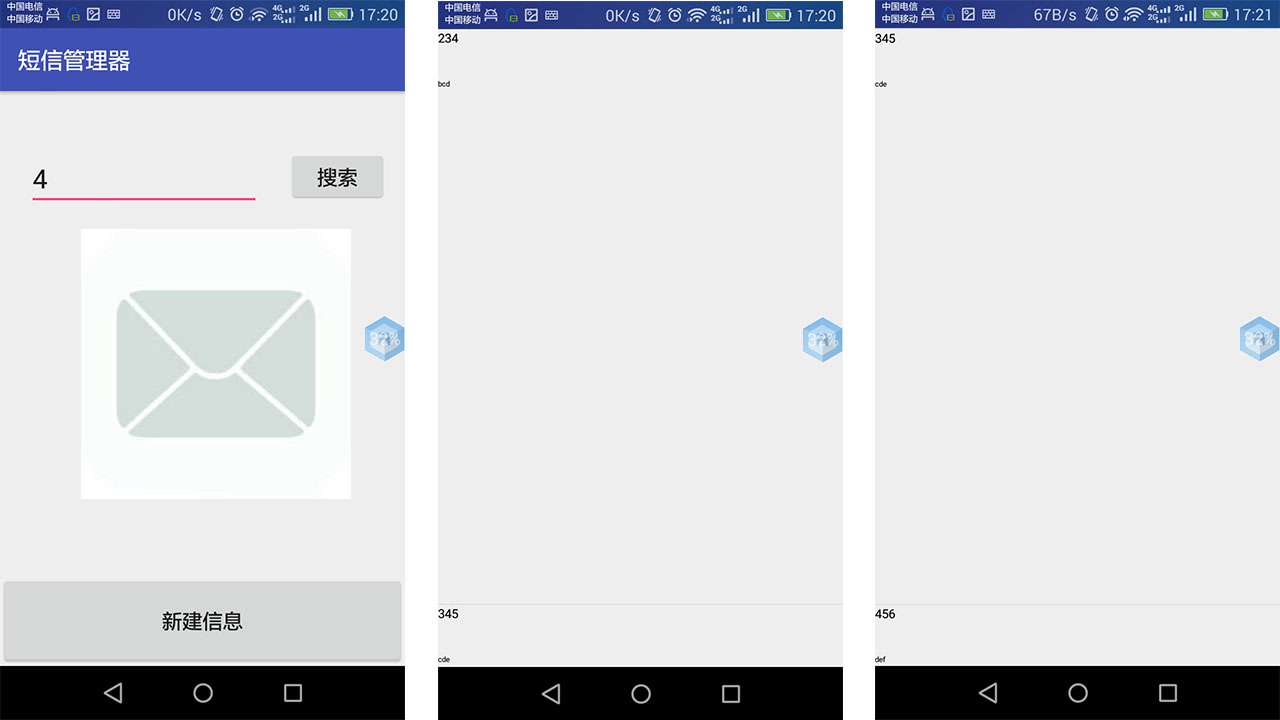 中国电信
中国移动
0K/s
4G
2G
2G
17:20
短信管理器
4
搜索
新建信息
中国电信
中国移动
0K/s
4G
2G
2G
17:20
234
bcd
345
cde
中国电信
中国移动
67B/s
4G
2G
2G
17:21
345
cde
456
def